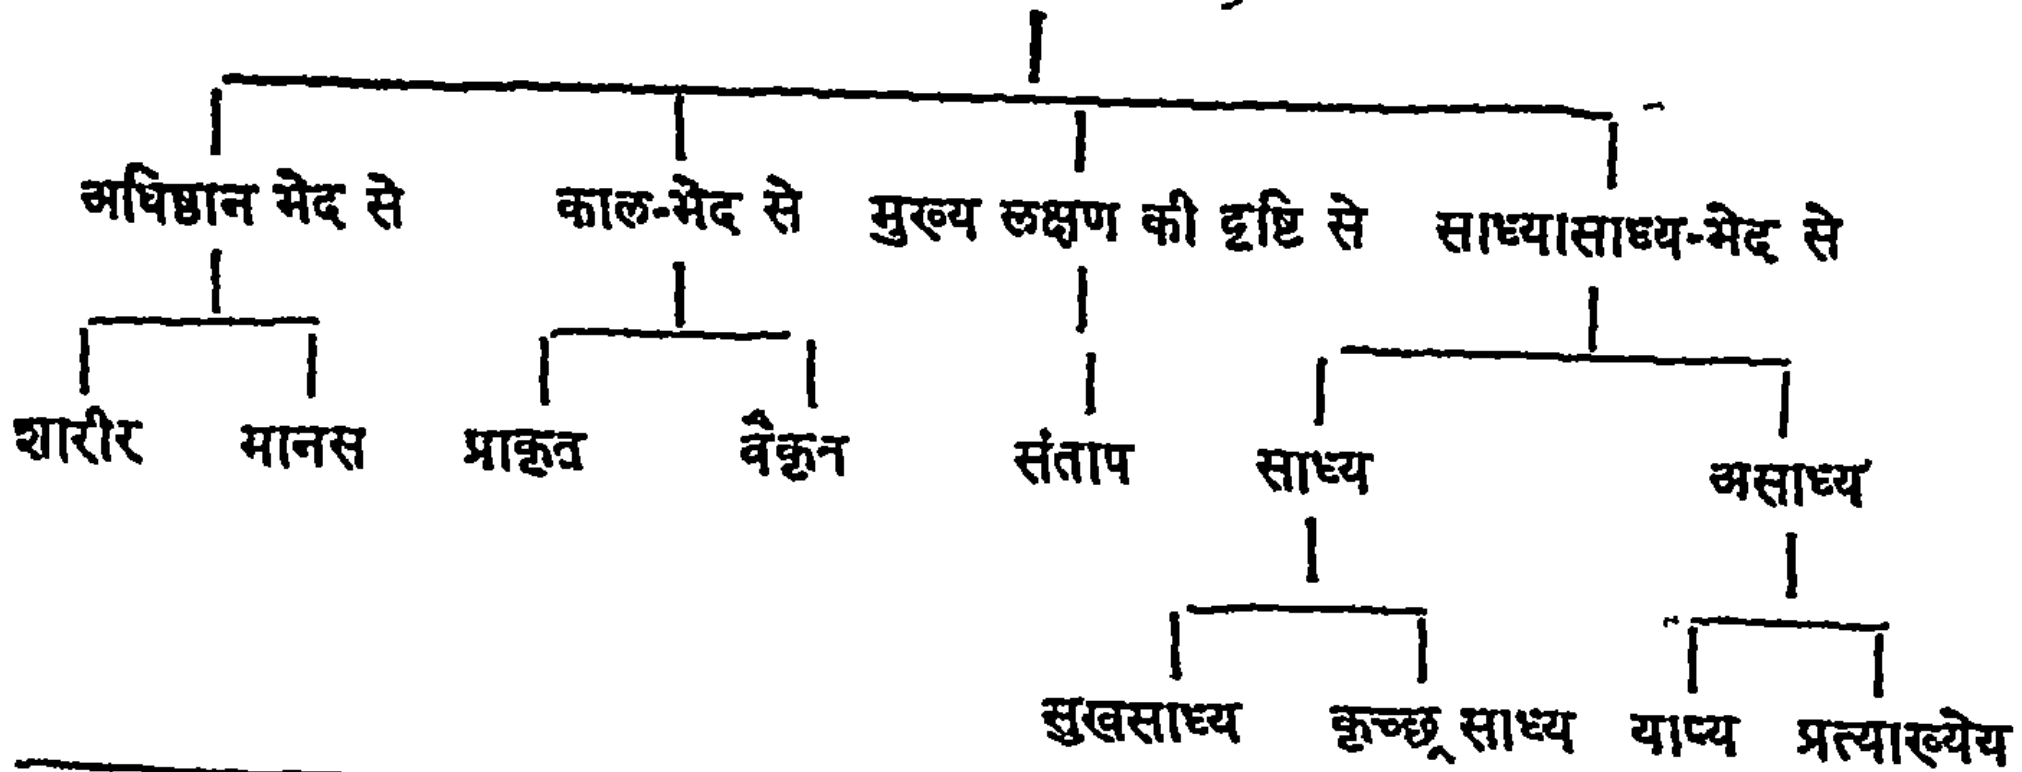 अधिष्ठान भेद से काल-भेद से मुख्य लक्षण की दृष्टि से साध्यासाध्य-भेद से
शारीर मानस प्राकृत वैकृत संताप साध्य असाध्य
सुखसाध्य कृच्छ्र साध्य याप्य प्रत्याख्येय